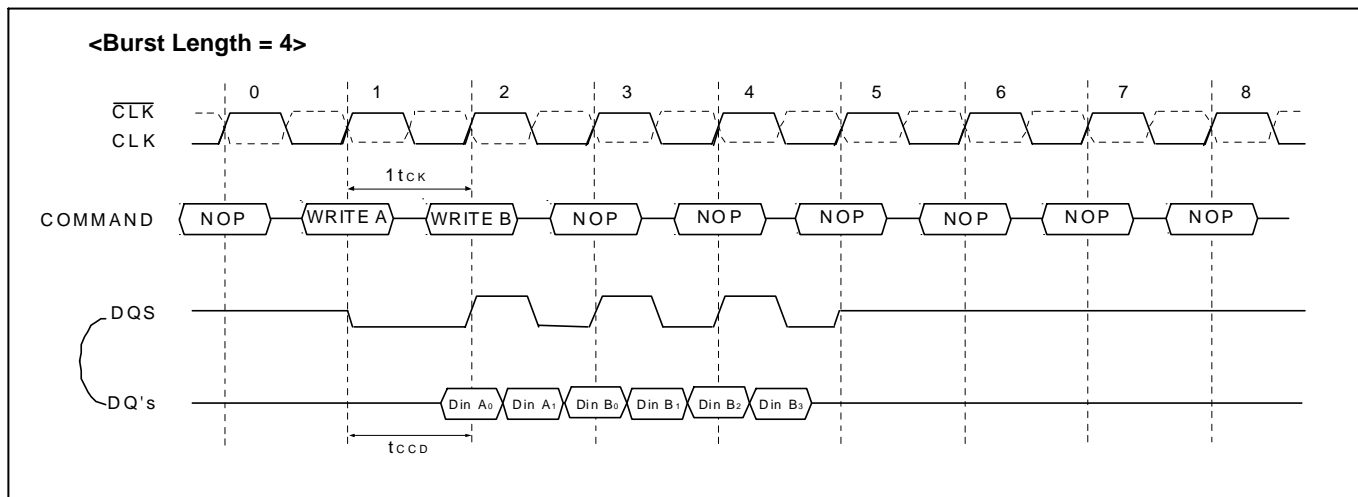 <Burst Length = 4>
0 1 2 3 4 5 6 7 8
CLK
CLK
1tCK
COMMAND NOP WRITE A WRITE B NOP NOP NOP NOP NOP NOP
DQS
DQ's Din A0 Din A1 Din B0 Din B1 Din B2 Din B3
tCCD